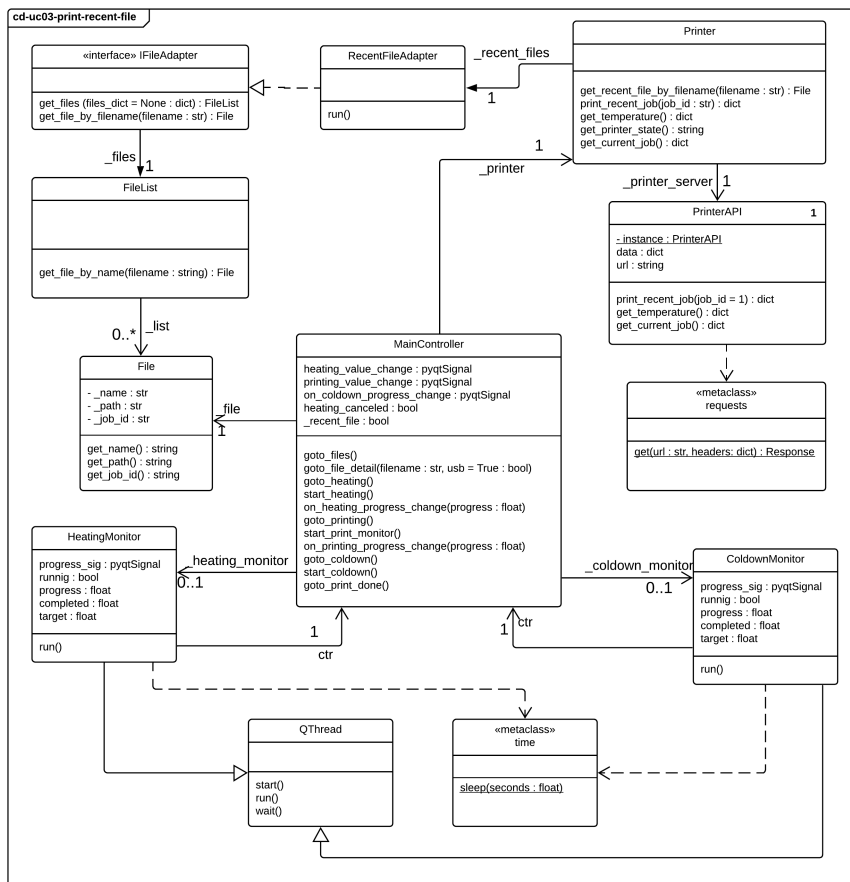 cd-uc03-print-recent-file
«interface» IFileAdapter
get_files (files_dict = None : dict) : FileList
get_file_by_filename(filename : str) : File
RecentFileAdapter
run()
_recent_files
1
Printer
get_recent_file_by_filename(filename : str) : File
print_recent_job(job_id : str) : dict
get_temperature() : dict
get_printer_state() : string
get_current_job() : dict
_files
1
1
_printer
_printer_server
1
FileList
get_file_by_name(filename : string) : File
PrinterAPI
1
- instance : PrinterAPI
data : dict
url : string
print_recent_job(job_id = 1) : dict
get_temperature() : dict
get_current_job() : dict
_list
0..*
File
- _name : str
- _path : str
- _job_id : str
get_name() : string
get_path() : string
get_job_id() : string
_file
1
MainController
heating_value_change : pyqtSignal
printing_value_change : pyqtSignal
on_coldown_progress_change : pyqtSignal
heating_canceled : bool
_recent_file : bool
goto_files()
goto_file_detail(filename : str, usb = True : bool)
goto_heating()
start_heating()
on_heating_progress_change(progress : float)
goto_printing()
start_print_monitor()
on_printing_progress_change(progress : float)
goto_coldown()
start_coldown()
goto_print_done()
«metaclass»
requests
get(url : str, headers: dict) : Response
HeatingMonitor
progress_sig : pyqtSignal
runnig : bool
progress : float
completed : float
target : float
run()
_heating_monitor
0..1
_coldown_monitor
0..1
ColdownMonitor
progress_sig : pyqtSignal
runnig : bool
progress : float
completed : float
target : float
run()
1
ctr
1
ctr
QThread
start()
run()
wait()
«metaclass»
time
sleep(seconds : float)